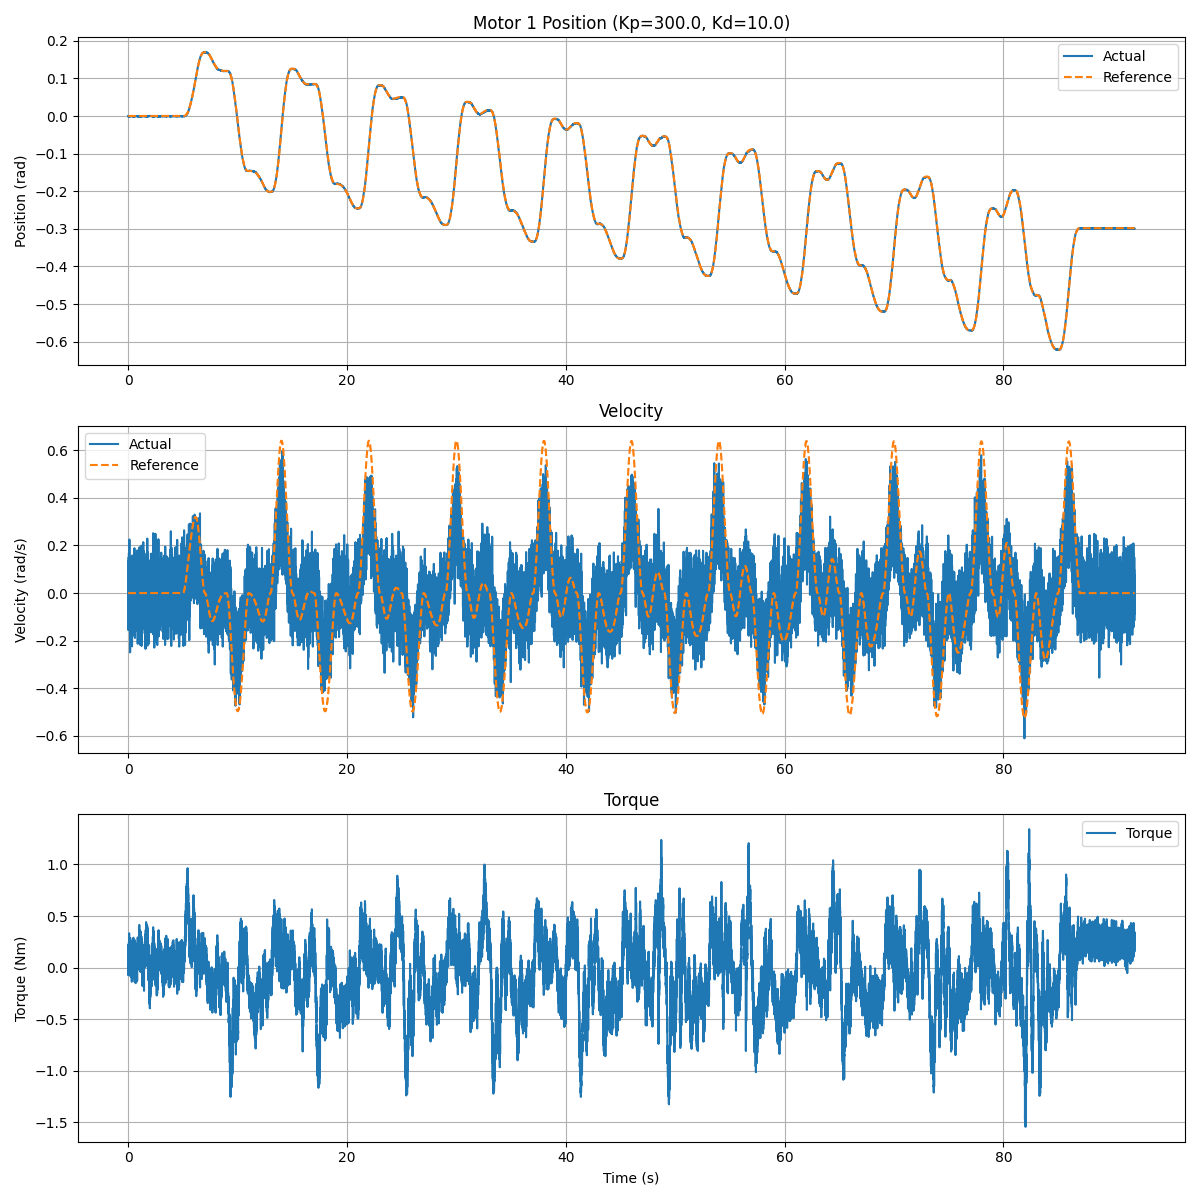 Motor 1 Position (Kp=300.0, Kd=10.0)
0.2
0.1
0.0
−0.1
−0.2
−0.3
−0.4
−0.5
−0.6
Position (rad)
Actual
Reference
0 20 40 60 80
Velocity
0.6
0.4
0.2
0.0
−0.2
−0.4
−0.6
Velocity (rad/s)
Actual
Reference
0 20 40 60 80
Torque
1.0
0.5
0.0
−0.5
−1.0
−1.5
Torque (Nm)
Torque
0 20 40 60 80
Time (s)